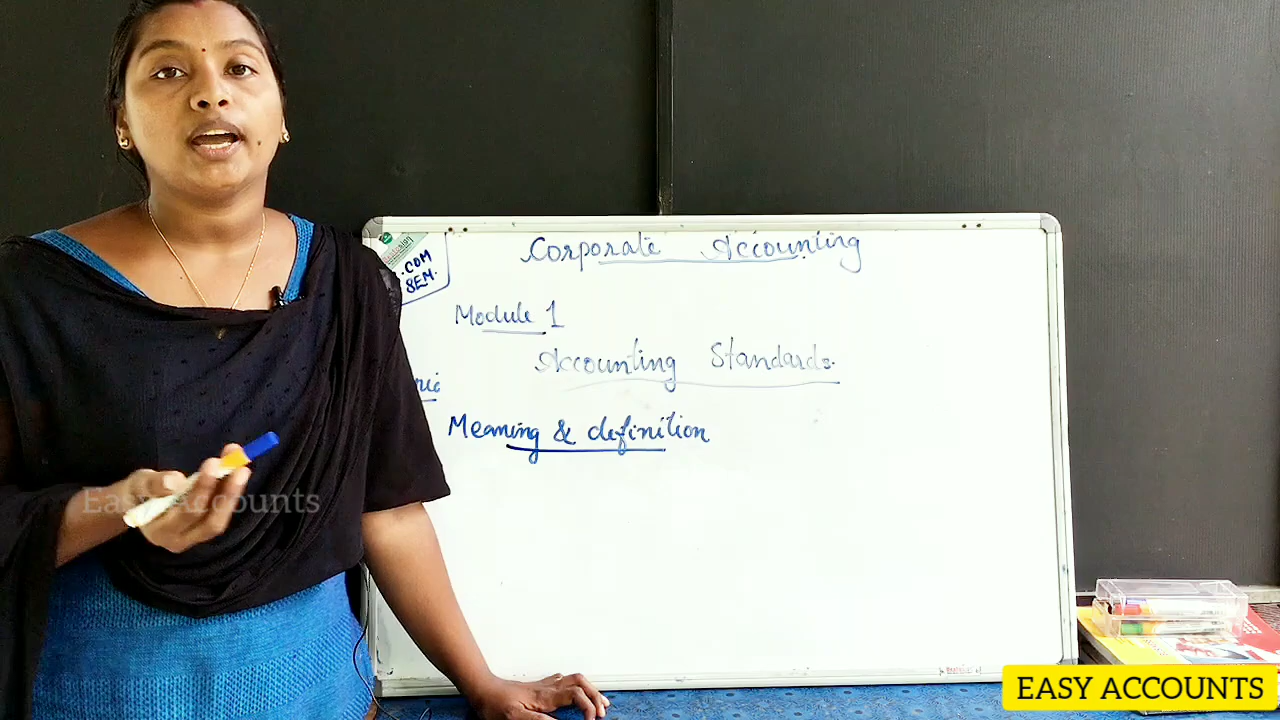 Corporate Accounting
.COM
SEM.
Module 1
Accounting Standards.
Meaning & definition
Easy Accounts
EASY ACCOUNTS